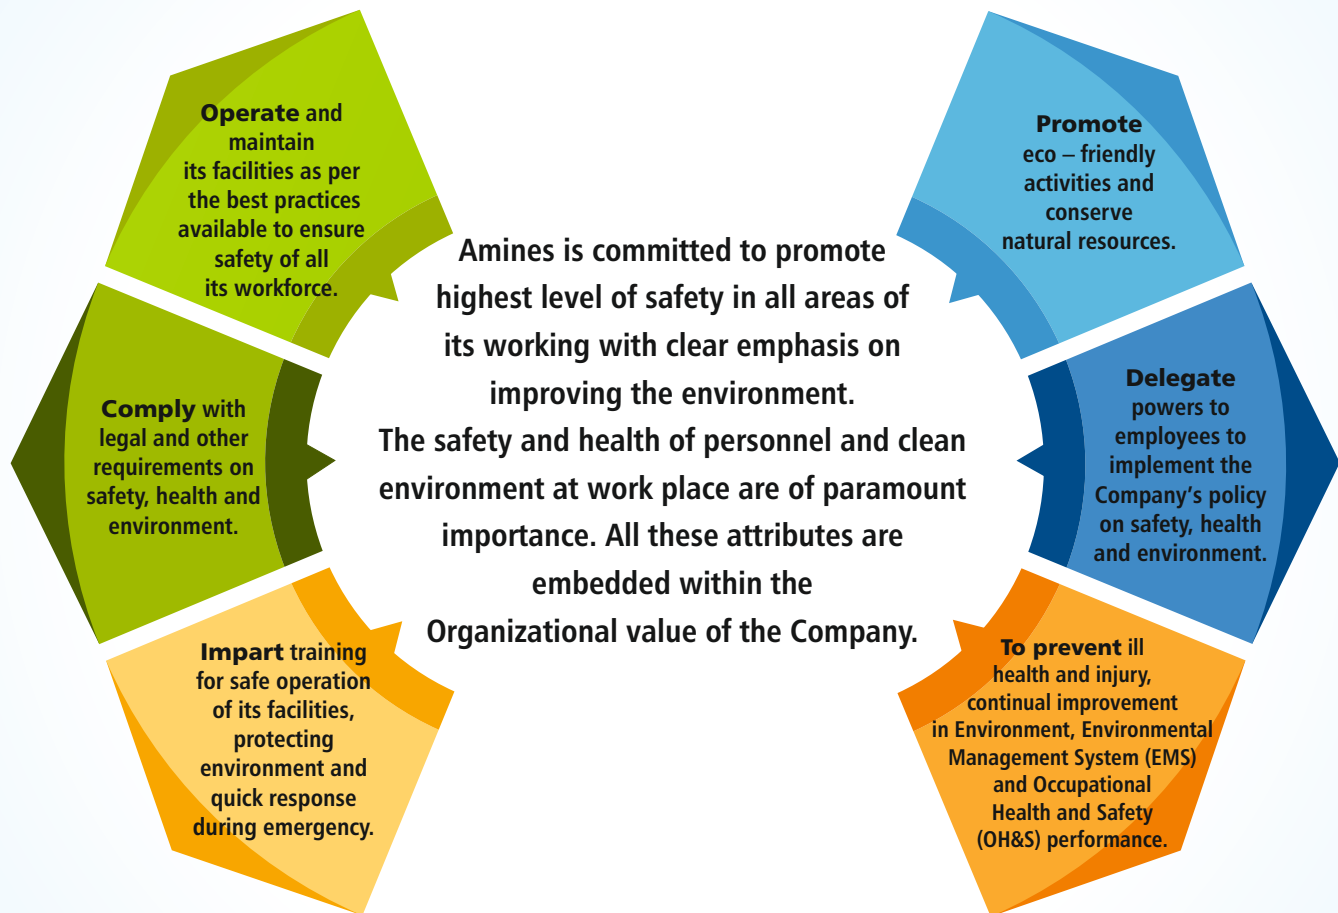 Operate and
maintain
its facilities as per
the best practices
available to ensure
safety of all
its workforce.
Comply with
legal and other
requirements on
safety, health and
environment.
Impart training
for safe operation
of its facilities,
protecting
environment and
quick response
during emergency.
Amines is committed to promote
highest level of safety in all areas of
its working with clear emphasis on
improving the environment.
The safety and health of personnel and clean
environment at work place are of paramount
importance. All these attributes are
embedded within the
Organizational value of the Company.
Promote
eco – friendly
activities and
conserve
natural resources.
Delegate
powers to
employees to
implement the
Company’s policy
on safety, health
and environment.
To prevent ill
health and injury,
continual improvement
in Environment, Environmental
Management System (EMS)
and Occupational
Health and Safety
(OH&S) performance.